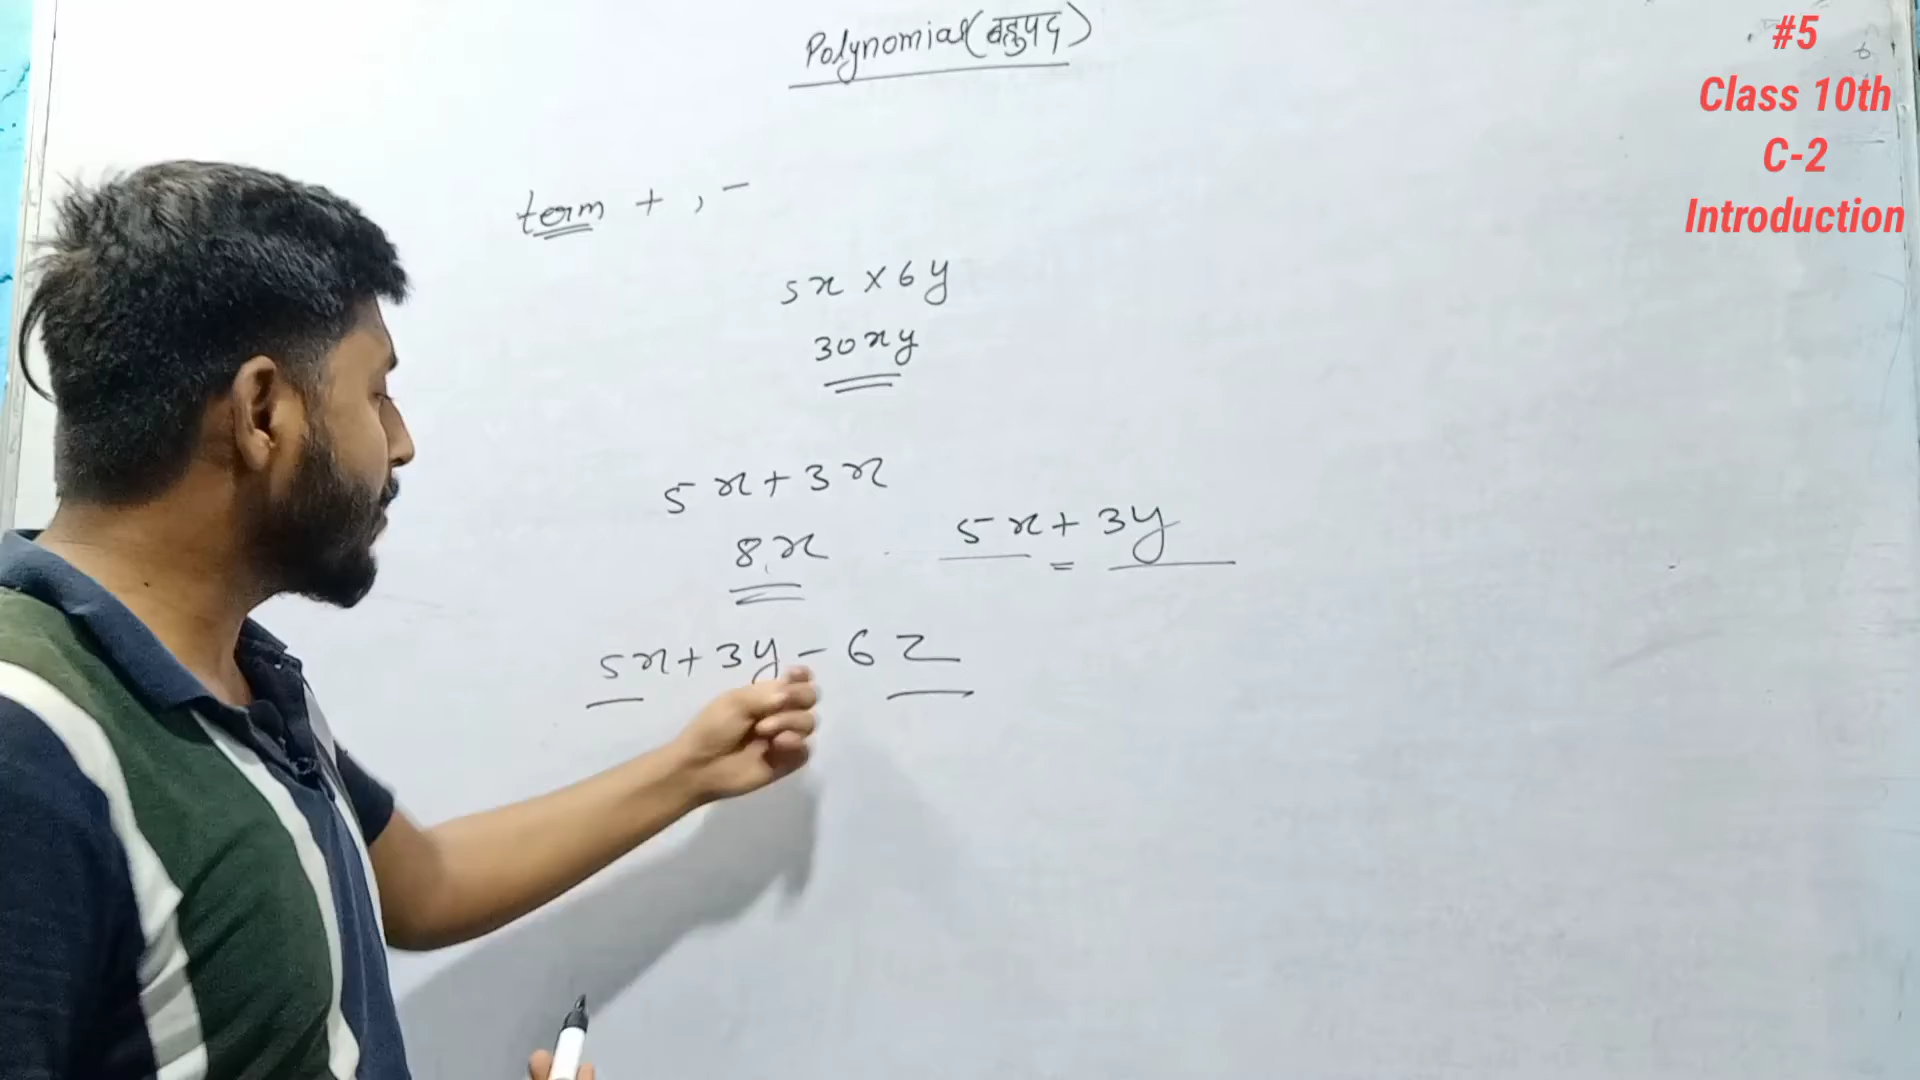 Polynomial (बहुपद)
#5
Class 10th
C-2
Introduction
term + , -
5x × 6y
30xy
5x + 3x
8x
5x + 3y
=
5x + 3y - 6z